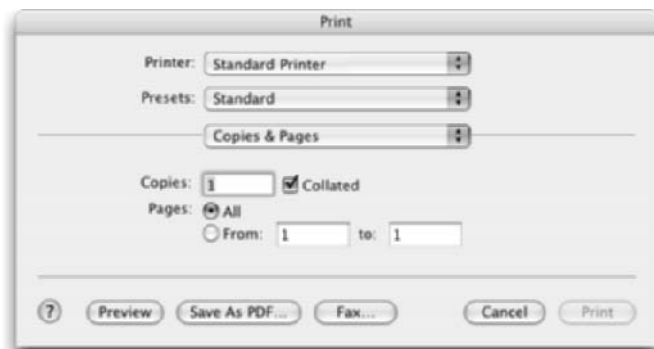 Print
Printer: Standard Printer
Presets: Standard
Copies & Pages
Copies: 1 Collated
Pages: All
From: 1 to: 1
? Preview Save As PDF... Fax... Cancel Print